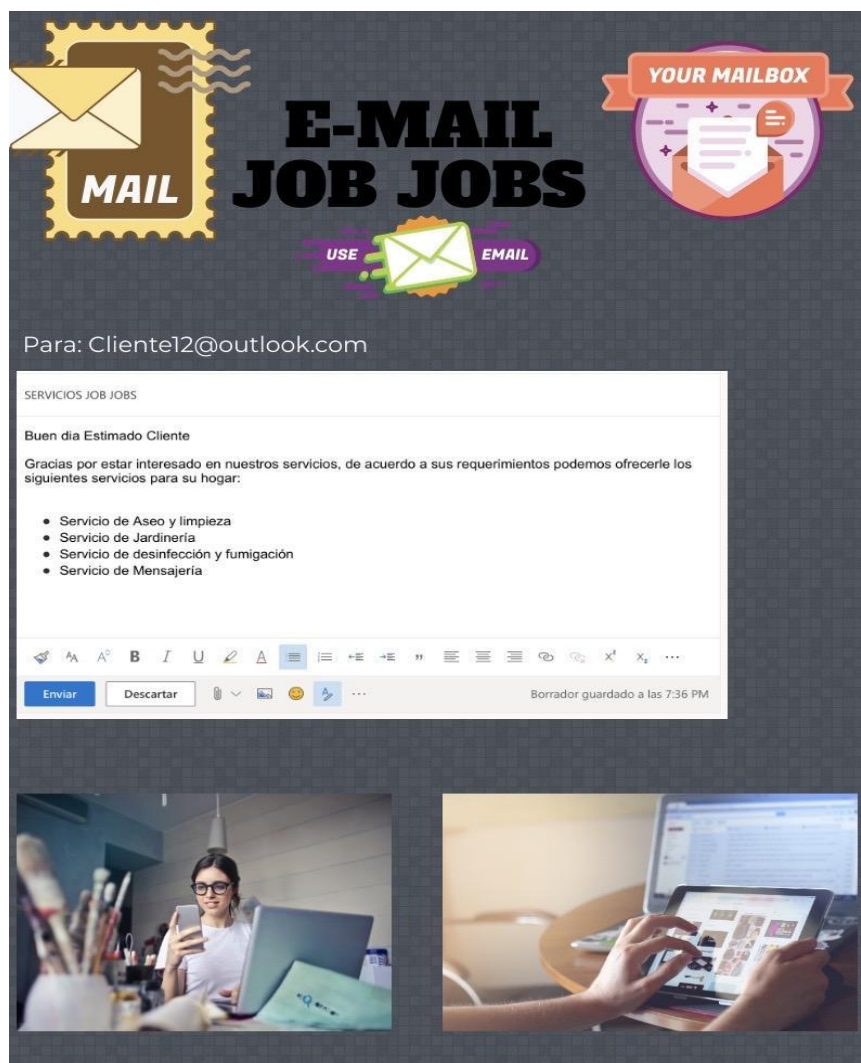 MAIL
YOUR MAILBOX
E-MAIL
JOB JOBS
USE
EMAIL
Para: Cliente12@outlook.com
SERVICIOS JOB JOBS
Buen dia Estimado Cliente
Gracias por estar interesado en nuestros servicios, de acuerdo a sus requerimientos podemos ofrecerle los
siguientes servicios para su hogar:
● Servicio de Aseo y limpieza
● Servicio de Jardinería
● Servicio de desinfección y fumigación
● Servicio de Mensajería
Enviar
Descartar
Borrador guardado a las 7:36 PM